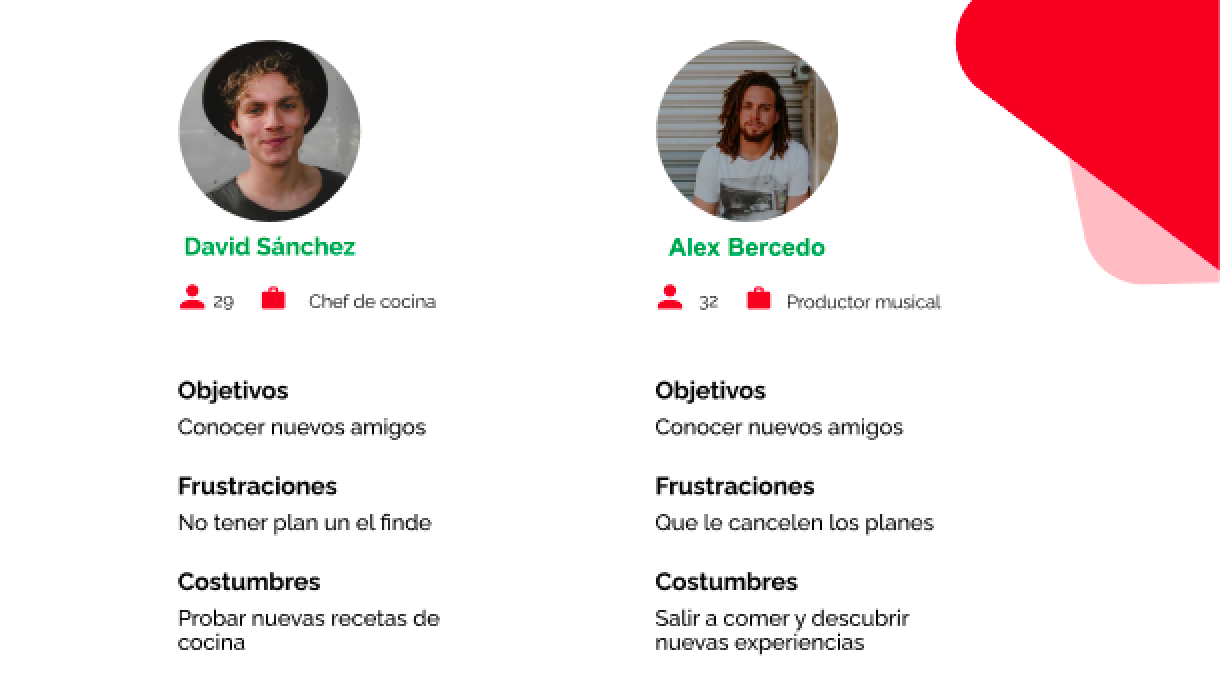 David Sánchez
29 Chef de cocina
Objetivos
Conocer nuevos amigos
Frustraciones
No tener plan un el finde
Costumbres
Probar nuevas recetas de
cocina
Alex Bercedo
32 Productor musical
Objetivos
Conocer nuevos amigos
Frustraciones
Que le cancelen los planes
Costumbres
Salir a comer y descubrir
nuevas experiencias